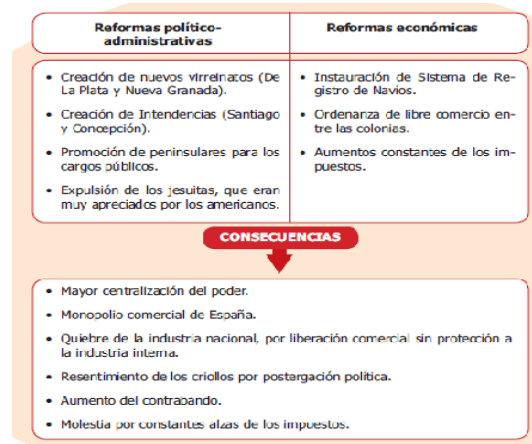 Reformas político-
administrativas
Reformas económicas
• Creación de nuevos virreinatos (De
La Plata y Nueva Granada).
• Creación de Intendencias (Santiago
y Concepción).
• Promoción de peninsulares para los
cargos públicos.
• Expulsión de los jesuitas, que eran
muy apreciados por los americanos.
• Instauración de Sistema de Re-
gistro de Navíos.
• Ordenanza de libre comercio en-
tre las colonias.
• Aumentos constantes de los im-
puestos.
CONSECUENCIAS
• Mayor centralización del poder.
• Monopolio comercial de España.
• Quiebre de la industria nacional, por liberación comercial sin protección a
la industria interna.
• Resentimiento de los criollos por postergación política.
• Aumento del contrabando.
• Molestia por constantes alzas de los impuestos.